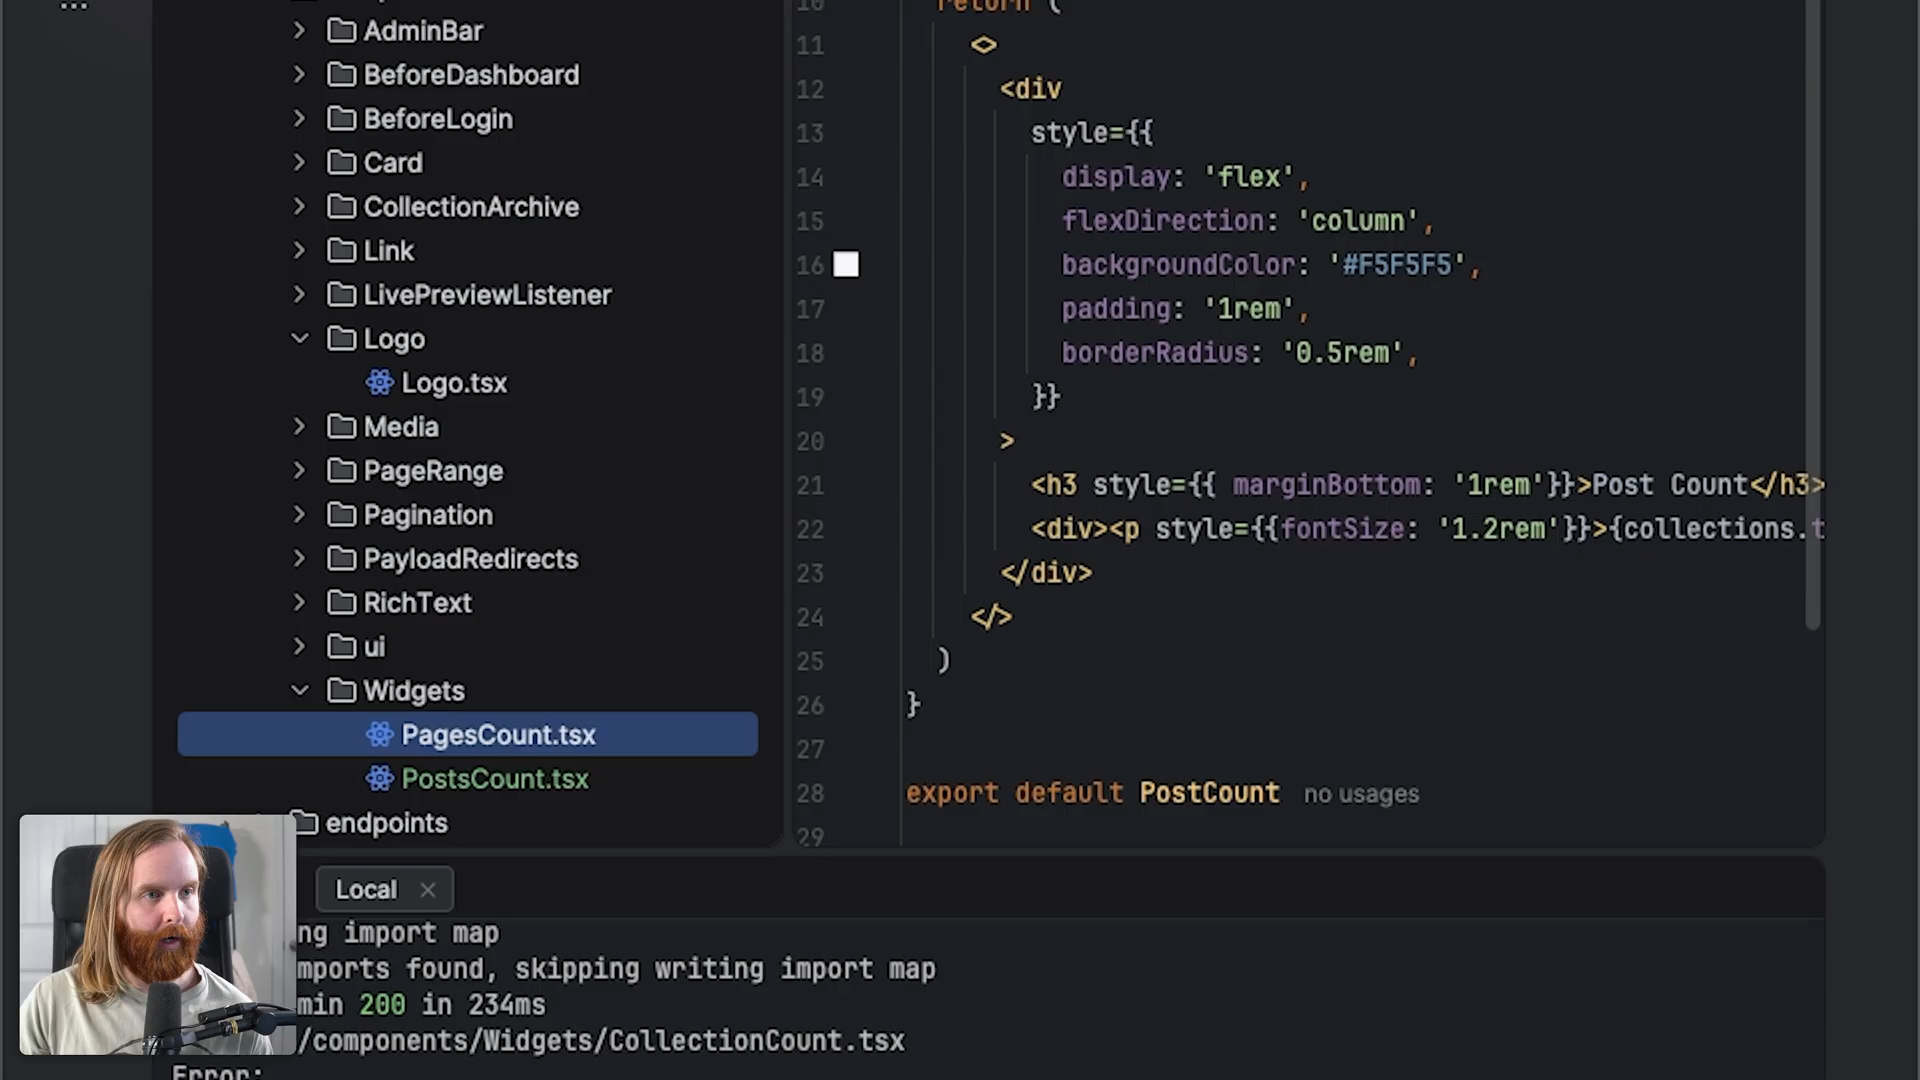 AdminBar
BeforeDashboard
BeforeLogin
Card
CollectionArchive
Link
LivePreviewListener
Logo
Logo.tsx
Media
PageRange
Pagination
PayloadRedirects
RichText
ui
Widgets
PagesCount.tsx
PostsCount.tsx
endpoints
10 return (
11 <>
12 <div
13 style={{
14 display: 'flex',
15 flexDirection: 'column',
16 backgroundColor: '#F5F5F5',
17 padding: '1rem',
18 borderRadius: '0.5rem',
19 }}
20 >
21 <h3 style={{ marginBottom: '1rem'}}>Post Count</h3>
22 <div><p style={{fontSize: '1.2rem'}}>{collections.t
23 </div>
24 </>
25 )
26 }
27
28 export default PostCount no usages
29
Local
ng import map
mports found, skipping writing import map
min 200 in 234ms
/components/Widgets/CollectionCount.tsx
Error: